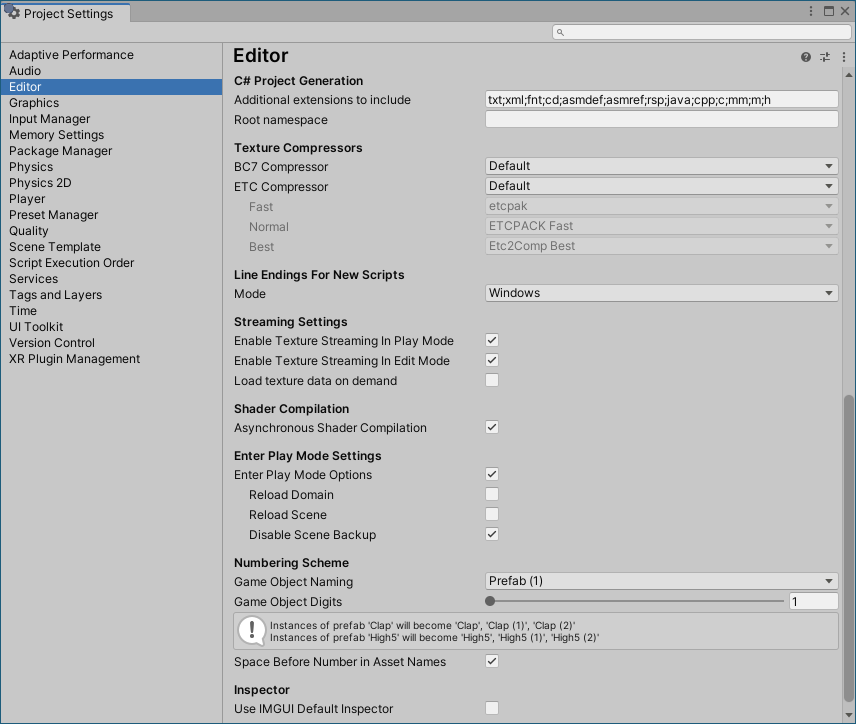 Project Settings
Adaptive Performance
Audio
Editor
Graphics
Input Manager
Memory Settings
Package Manager
Physics
Physics 2D
Player
Preset Manager
Quality
Scene Template
Script Execution Order
Services
Tags and Layers
Time
UI Toolkit
Version Control
XR Plugin Management
Editor
C# Project Generation
Additional extensions to include txt;xml;fnt;cd;asmdef;asmref;rsp;java;cpp;c;mm;m;h
Root namespace
Texture Compressors
BC7 Compressor Default
ETC Compressor Default
Fast etcpak
Normal ETCPACK Fast
Best Etc2Comp Best
Line Endings For New Scripts
Mode Windows
Streaming Settings
Enable Texture Streaming In Play Mode
Enable Texture Streaming In Edit Mode
Load texture data on demand
Shader Compilation
Asynchronous Shader Compilation
Enter Play Mode Settings
Enter Play Mode Options
Reload Domain
Reload Scene
Disable Scene Backup
Numbering Scheme
Game Object Naming Prefab (1)
Game Object Digits 1
Instances of prefab 'Clap' will become 'Clap', 'Clap (1)', 'Clap (2)'
Instances of prefab 'High5' will become 'High5', 'High5 (1)', 'High5 (2)'
Space Before Number in Asset Names
Inspector
Use IMGUI Default Inspector